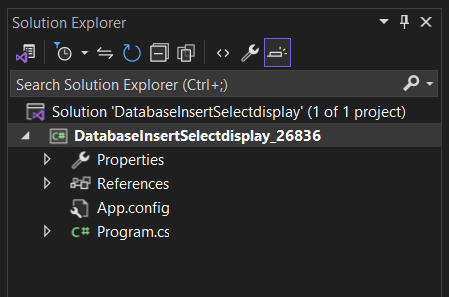 Solution Explorer
Search Solution Explorer (Ctrl+;)
Solution 'DatabaseInsertSelectdisplay' (1 of 1 project)
C# DatabaseInsertSelectdisplay_26836
Properties
References
App.config
C# Program.cs